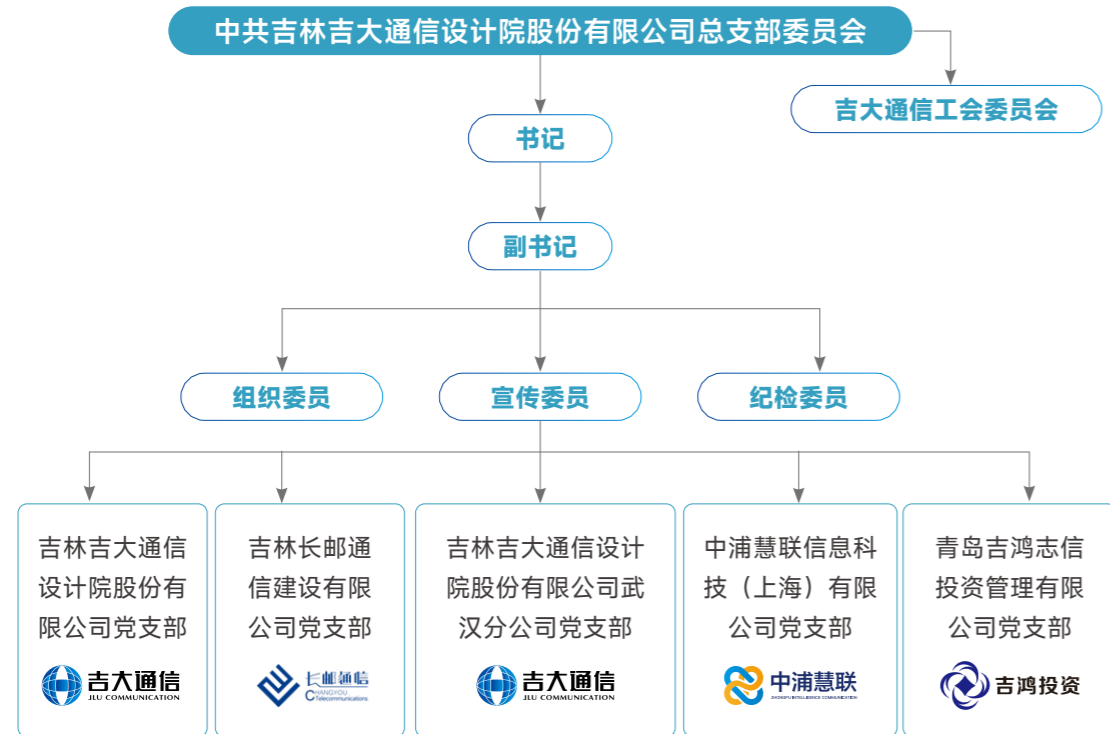 中共吉林吉大通信设计院股份有限公司总支部委员会
吉大通信工会委员会
书记
副书记
组织委员
宣传委员
纪检委员
吉林吉大通信
设计院股份有
限公司党支部
吉大通信
JLU COMMUNICATION
吉林长邮通
信建设有限
公司党支部
长邮通信
CHANGYOU
Telecommunications
吉林吉大通信设计
院股份有限公司武
汉分公司党支部
吉大通信
JLU COMMUNICATION
中浦慧联信息科
技（上海）有限
公司党支部
中浦慧联
ZHONGPU INTELLIGENCE COMMUNICATION
青岛吉鸿志信
投资管理有限
公司党支部
吉鸿投资